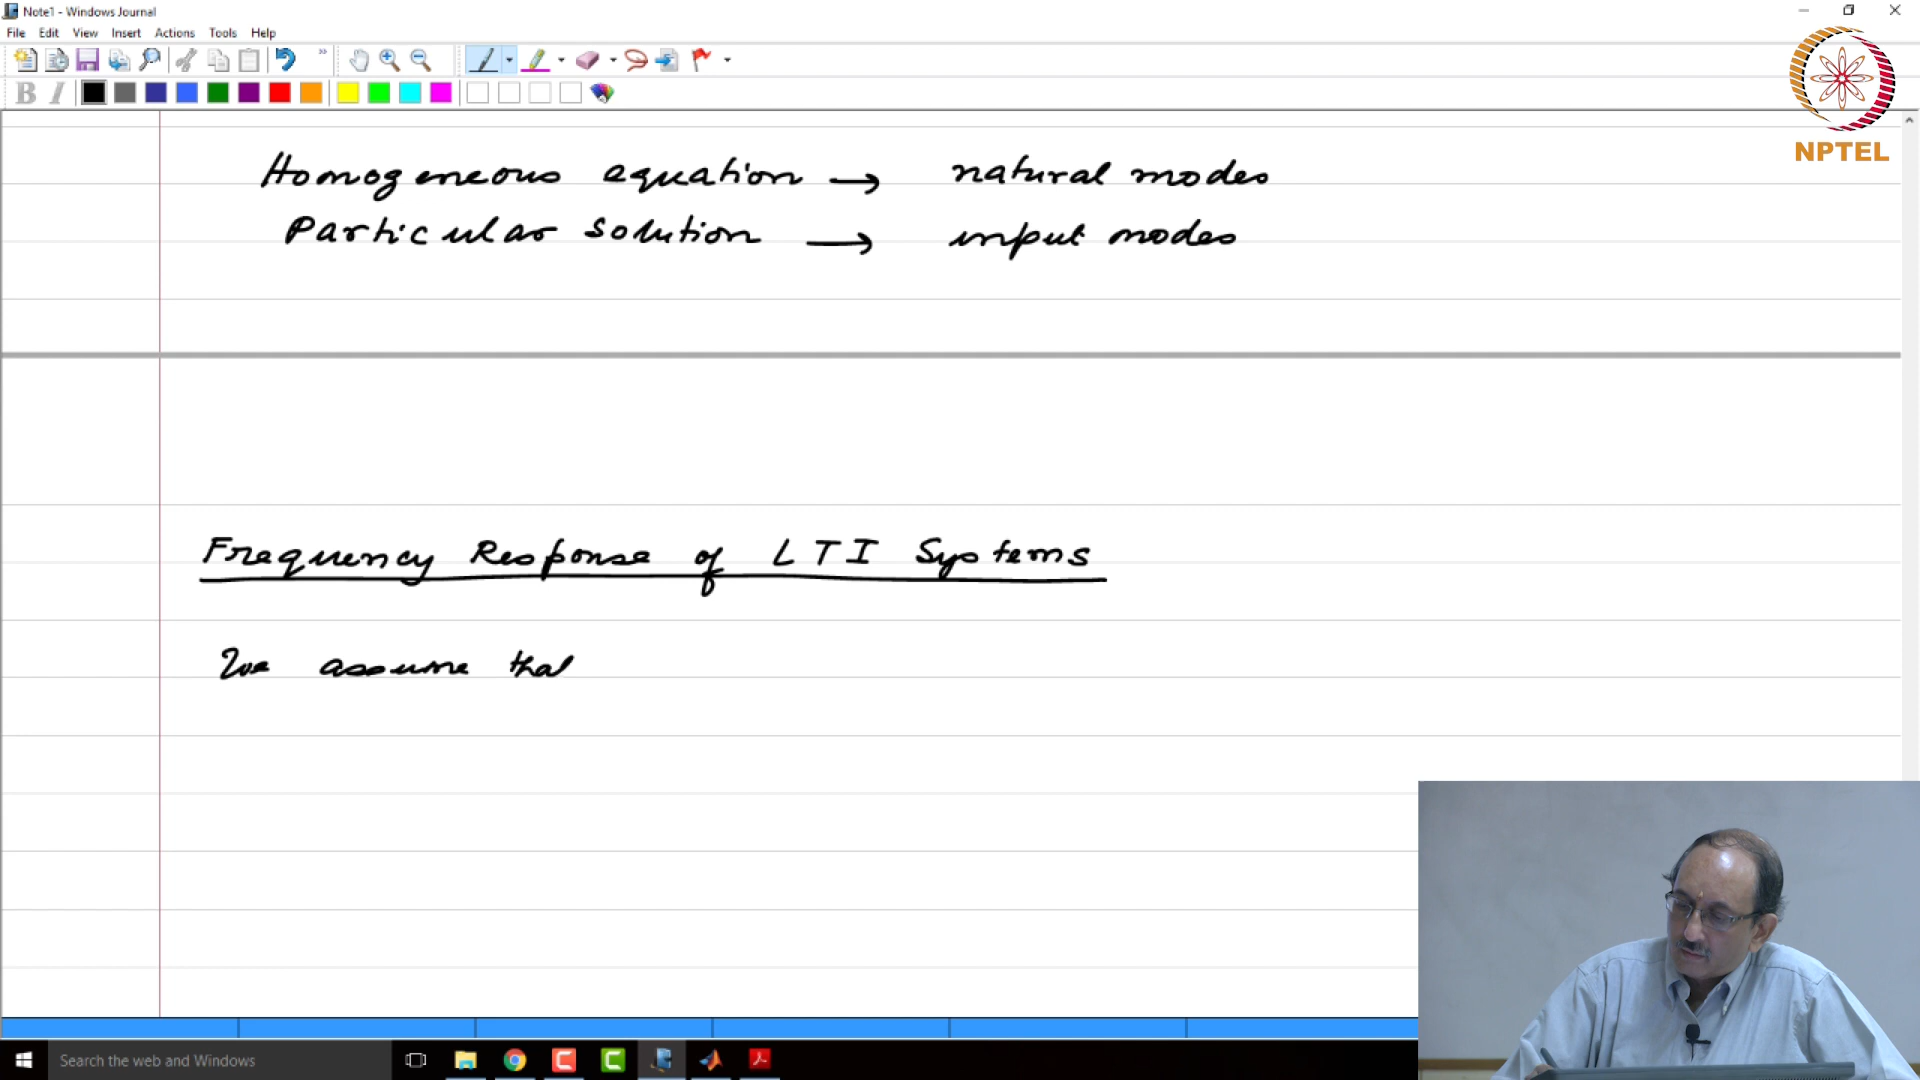 Note1 - Windows Journal
File Edit View Insert Actions Tools Help
B I
NPTEL
Homogeneous equation → natural modes
Particular solution → input modes
Frequency Response of LTI Systems
We assume that
Search the web and Windows